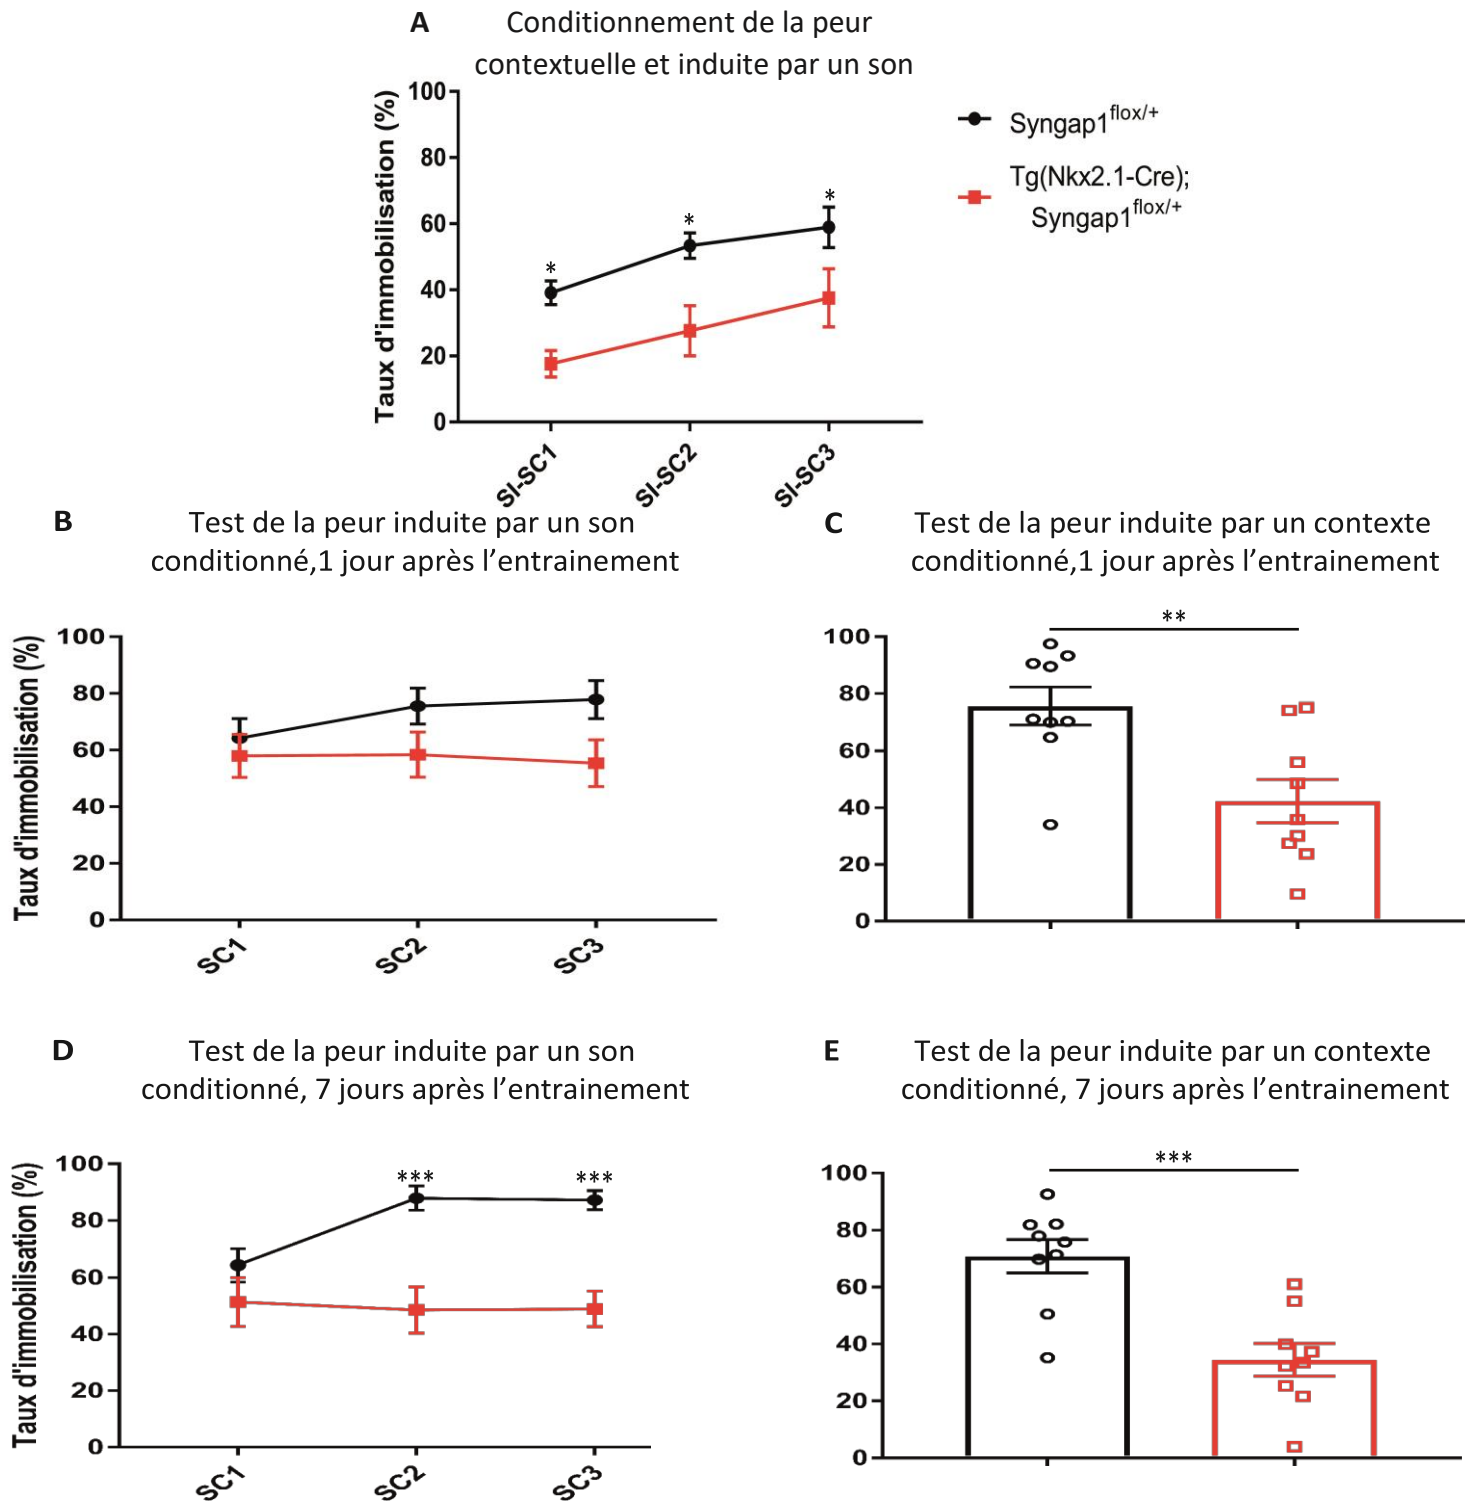 A
Conditionnement de la peur
contextuelle et induite par un son
Taux d'immobilisation (%)
100
80
60
40
20
0
*
*
*
SI-SC1
SI-SC2
SI-SC3
Syngap1flox/+
Tg(Nkx2.1-Cre);
Syngap1flox/+
B
Test de la peur induite par un son
conditionné,1 jour après l’entrainement
Taux d'immobilisation (%)
100
80
60
40
20
0
SC1
SC2
SC3
C
Test de la peur induite par un contexte
conditionné,1 jour après l’entrainement
**
100
80
60
40
20
0
D
Test de la peur induite par un son
conditionné, 7 jours après l’entrainement
Taux d'immobilisation (%)
100
80
60
40
20
0
***
***
SC1
SC2
SC3
E
Test de la peur induite par un contexte
conditionné, 7 jours après l’entrainement
***
100
80
60
40
20
0